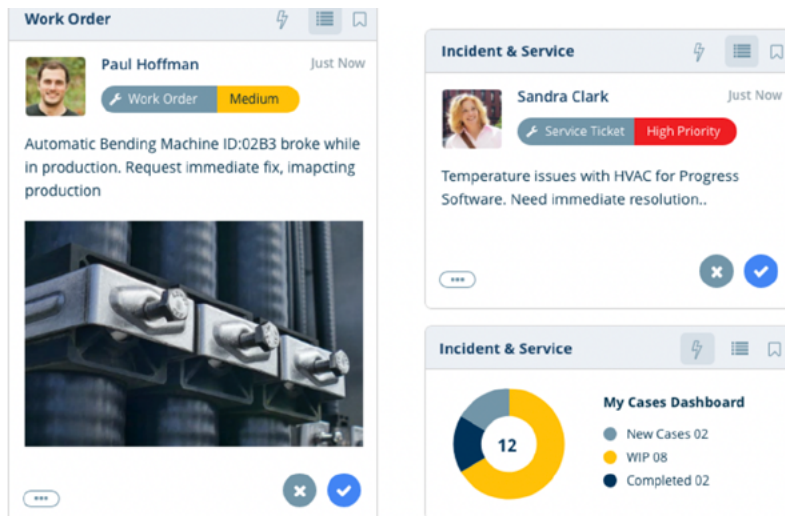 Work Order
Paul Hoffman
Just Now
Work Order
Medium
Automatic Bending Machine ID:02B3 broke while
in production. Request immediate fix, imapcting
production
Incident & Service
Sandra Clark
Just Now
Service Ticket
High Priority
Temperature issues with HVAC for Progress
Software. Need immediate resolution..
Incident & Service
12
My Cases Dashboard
New Cases 02
WIP 08
Completed 02